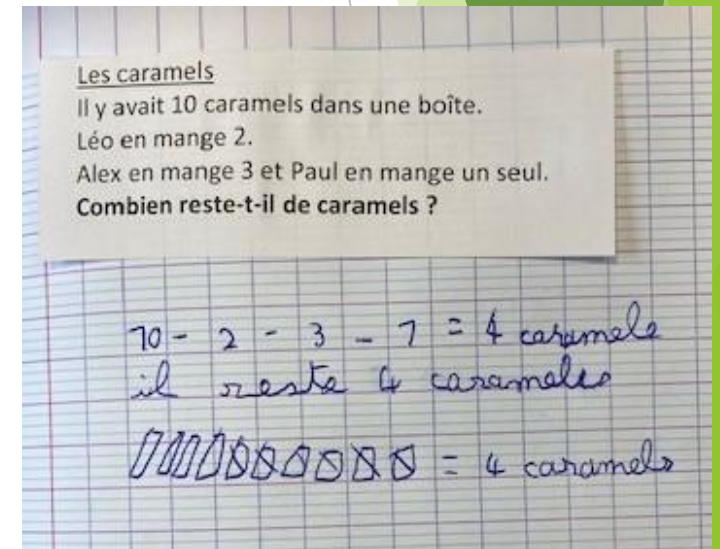 Les caramels
Il y avait 10 caramels dans une boîte.
Léo en mange 2.
Alex en mange 3 et Paul en mange un seul.
Combien reste-t-il de caramels ?
10 - 2 - 3 - 1 = 4 caramels
il reste 4 caramels
= 4 caramels